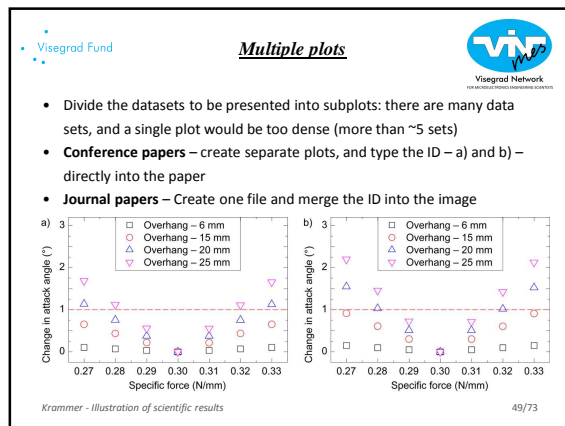 Visegrad Fund
Multiple plots
VIN
mes
Visegrad Network
FOR MICROELECTRONICS ENGINEERING SCIENTISTS
• Divide the datasets to be presented into subplots: there are many data
sets, and a single plot would be too dense (more than ~5 sets)
• Conference papers – create separate plots, and type the ID – a) and b) –
directly into the paper
• Journal papers – Create one file and merge the ID into the image
a)
Change in attack angle (°)
3
2
1
0
Overhang – 6 mm
Overhang – 15 mm
Overhang – 20 mm
Overhang – 25 mm
0.27 0.28 0.29 0.30 0.31 0.32 0.33
Specific force (N/mm)
b)
Change in attack angle (°)
3
2
1
0
Overhang – 6 mm
Overhang – 15 mm
Overhang – 20 mm
Overhang – 25 mm
0.27 0.28 0.29 0.30 0.31 0.32 0.33
Specific force (N/mm)
Krammer - Illustration of scientific results
49/73